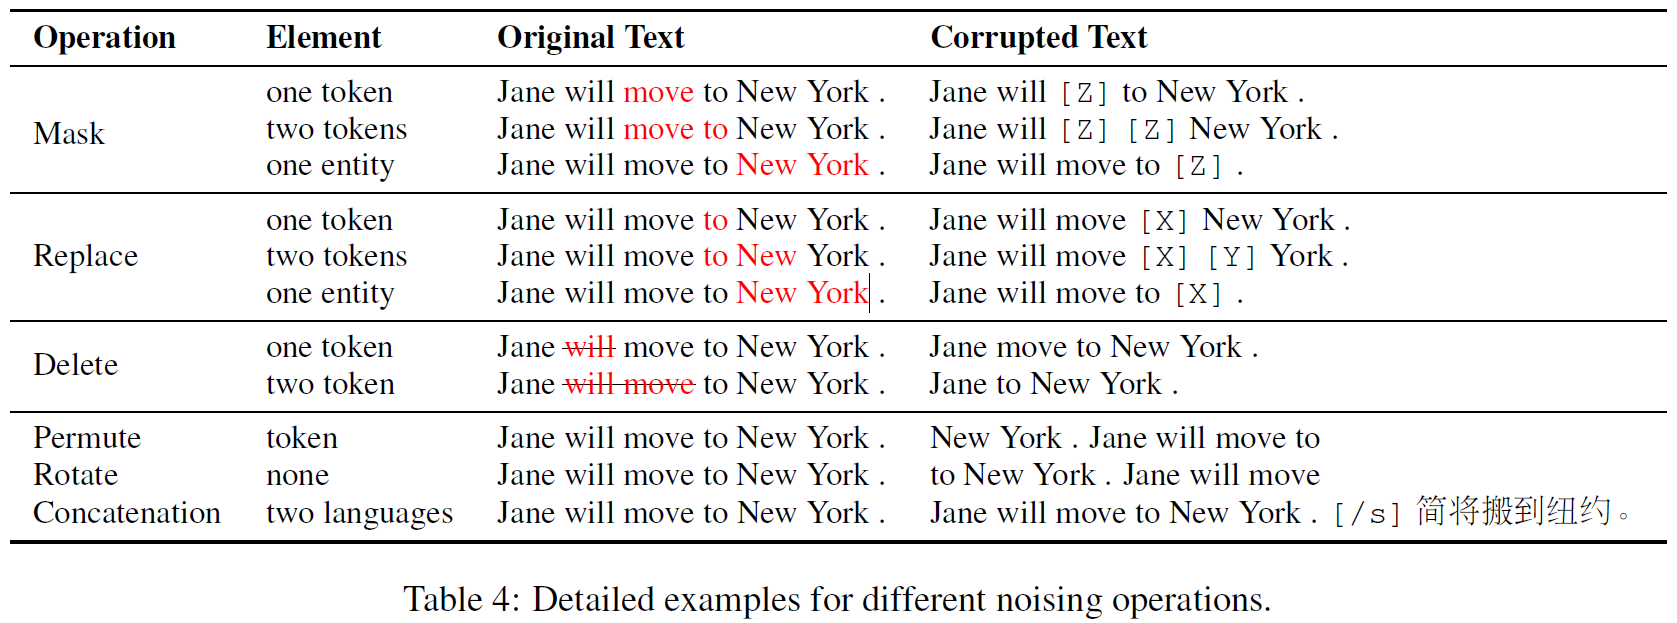 Operation Element Original Text Corrupted Text
one token Jane will move to New York . Jane will [Z] to New York .
Mask two tokens Jane will move to New York . Jane will [Z] [Z] New York .
one entity Jane will move to New York . Jane will move to [Z] .
one token Jane will move to New York . Jane will move [X] New York .
Replace two tokens Jane will move to New York . Jane will move [X] [Y] York .
one entity Jane will move to New York . Jane will move to [X] .
one token Jane will move to New York . Jane move to New York .
Delete two token Jane will move to New York . Jane to New York .
Permute token Jane will move to New York . New York . Jane will move to
Rotate none Jane will move to New York . to New York . Jane will move
Concatenation two languages Jane will move to New York . Jane will move to New York . [/s] 简将搬到纽约。
Table 4: Detailed examples for different noising operations.